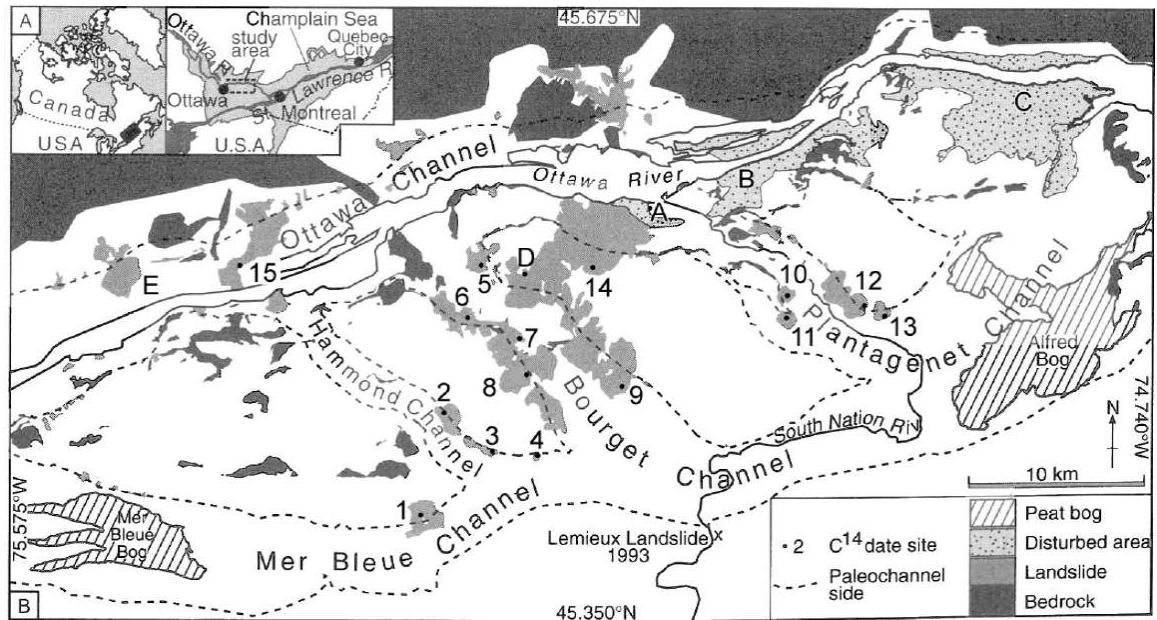 A
Canada
USA
Ottawa R.
Champlain Sea
study
area
Quebec
City
Ottawa
St. Lawrence R.
Montreal
U.S.A.
45.675°N
Ottawa Channel
Ottawa River
A
B
C
D
E
15
5
14
6
7
8
9
10
11
12
13
2
3
4
1
Hammond Channel
Bourget Channel
Plantagenet Channel
Alfred
Bog
South Nation Riv
Mer Bleue Channel
Mer
Bleue
Bog
Lemieux Landslide x
1993
75.575°W
74.740°W
N
10 km
• 2 C14 date site
Paleochannel
side
Peat bog
Disturbed area
Landslide
Bedrock
B
45.350°N